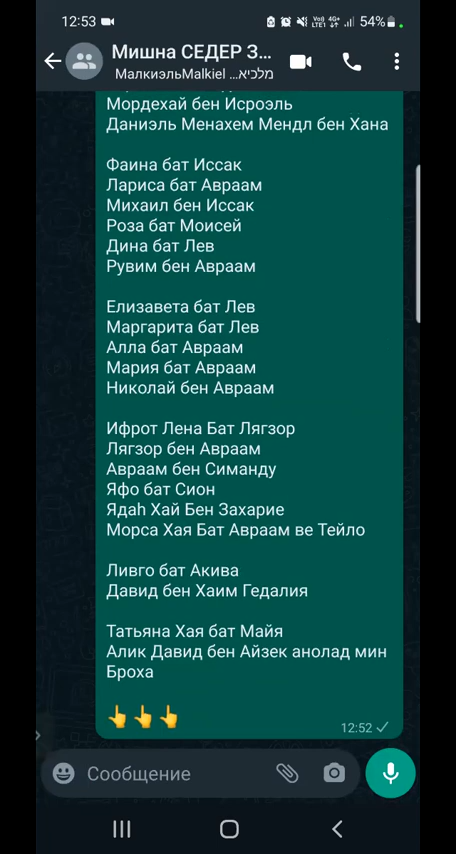 12:53
54%
Мишна СЕДЕР З...
МалкиэльMalkiel ...מלכיא
Мордехай бен Исроэль
Даниэль Менахем Мендл бен Хана
Фаина бат Иссак
Лариса бат Авраам
Михаил бен Иссак
Роза бат Моисей
Дина бат Лев
Рувим бен Авраам
Елизавета бат Лев
Маргарита бат Лев
Алла бат Авраам
Мария бат Авраам
Николай бен Авраам
Ифрот Лена Бат Лягзор
Лягзор бен Авраам
Авраам бен Симанду
Яфо бат Сион
Ядаh Хай Бен Захарие
Морса Хая Бат Авраам ве Тейло
Ливго бат Акива
Давид бен Хаим Гедалия
Татьяна Хая бат Майя
Алик Давид бен Айзек анолад мин
Броха
👆👆👆
12:52
Сообщение